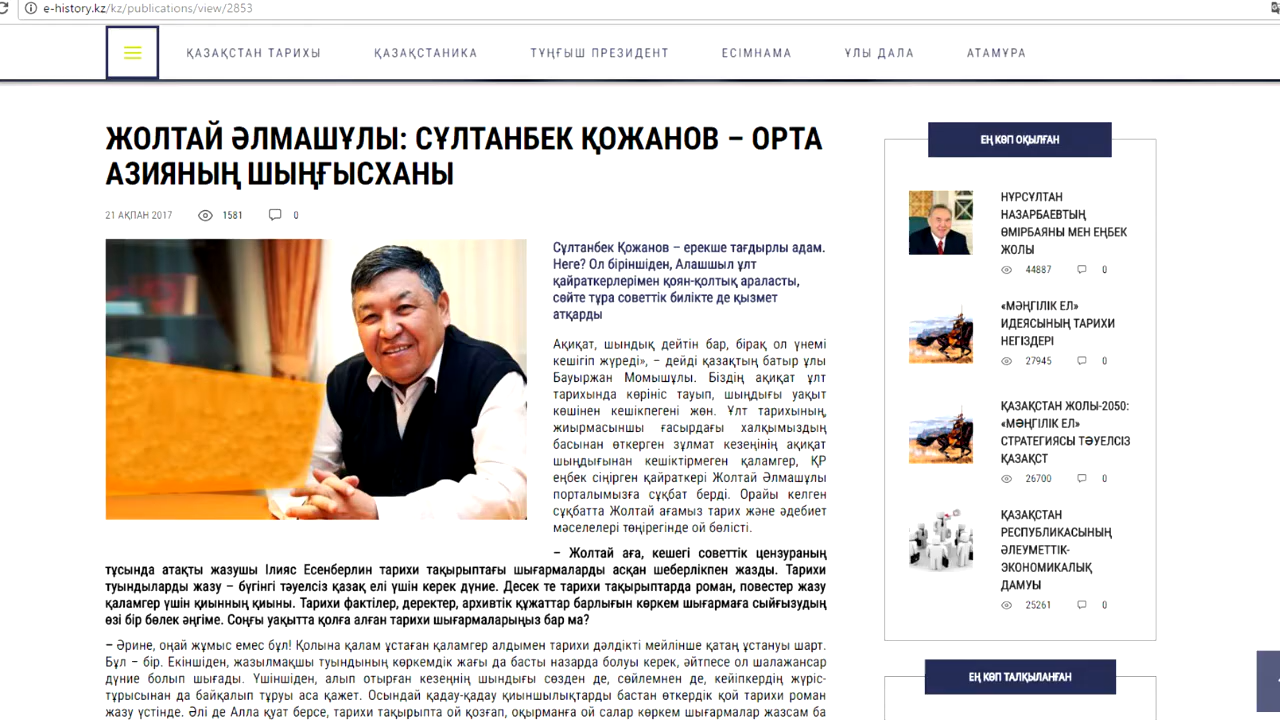 e-history.kz/kz/publications/view/2853
ҚАЗАҚСТАН ТАРИХЫ
ҚАЗАҚСТАНИКА
ТҰҢҒЫШ ПРЕЗИДЕНТ
ЕСІМНАМА
ҰЛЫ ДАЛА
АТАМҰРА
ЖОЛТАЙ ӘЛМАШҰЛЫ: СҰЛТАНБЕК ҚОЖАНОВ – ОРТА
АЗИЯНЫҢ ШЫҢҒЫСХАНЫ
21 АҚПАН 2017 1581 0
Сұлтанбек Қожанов – ерекше тағдырлы адам.
Неге? Ол біріншіден, Алашшыл ұлт
қайраткерлерімен қоян-қолтық араласты,
сөйте тұра советтік билікте де қызмет
атқарды
Ақиқат, шындық дейтін бар, бірақ ол үнемі
кешігіп жүреді», – дейді қазақтың батыр ұлы
Бауыржан Момышұлы. Біздің ақиқат ұлт
тарихында көрініс тауып, шыңдығы уақыт
көшінен кешікпегені жөн. Ұлт тарихының,
жиырмасыншы ғасырдағы халқымыздың
басынан өткерген зұлмат кезеңінің ақиқат
шыңдығынан кешіктірмеген қаламгер, ҚР
еңбек сіңірген қайраткері Жолтай Әлмашұлы
порталымызға сұқбат берді. Орайы келген
сұқбатта Жолтай ағамыз тарих және әдебиет
мәселелері төңірегінде ой бөлісті.
– Жолтай аға, кешегі советтік цензураның
тұсында атақты жазушы Ілияс Есенберлин тарихи тақырыптағы шығармаларды асқан шеберлікпен жазды. Тарихи
туындыларды жазу – бүгінгі тәуелсіз қазақ елі үшін керек дүние. Десек те тарихи тақырыптарда роман, повестер жазу
қаламгер үшін қиынның қиыны. Тарихи фактілер, деректер, архивтік құжаттар барлығын көркем шығармаға сыйғызудың
өзі бір бөлек әңгіме. Соңғы уақытта қолға алған тарихи шығармаларыңыз бар ма?
– Әрине, оңай жұмыс емес бұл! Қолына қалам ұстаған қаламгер алдымен тарихи дәлдікті мейлінше қатаң ұстануы шарт.
Бұл – бір. Екіншіден, жазылмақшы туындының көркемдік жағы да басты назарда болуы керек, әйтпесе ол шалажансар
дүние болып шығады. Үшіншіден, алып отырған кезеңнің шындығы сөзден де, сөйлемнен де, кейіпкердің жүріс-
тұрысынан да байқалып тұруы аса қажет. Осындай қадау-қадау қиыншылықтарды бастан өткердік қой тарихи роман
жазу үстінде. Әлі де Алла қуат берсе, тарихи тақырыпта ой қозғап, оқырманға ой салар көркем шығармалар жазсам ба
ЕҢ КӨП ОҚЫЛҒАН
НҰРСҰЛТАН
НАЗАРБАЕВТЫҢ
ӨМІРБАЯНЫ МЕН ЕҢБЕК
ЖОЛЫ
44887 0
«МӘҢГІЛІК ЕЛ»
ИДЕЯСЫНЫҢ ТАРИХИ
НЕГІЗДЕРІ
27945 0
ҚАЗАҚСТАН ЖОЛЫ-2050:
«МӘҢГІЛІК ЕЛ»
СТРАТЕГИЯСЫ ТӘУЕЛСІЗ
ҚАЗАҚСТ
26700 0
ҚАЗАҚСТАН
РЕСПУБЛИКАСЫНЫҢ
ӘЛЕУМЕТТІК-
ЭКОНОМИКАЛЫҚ
ДАМУЫ
25261 0
ЕҢ КӨП ТАЛҚЫЛАНҒАН